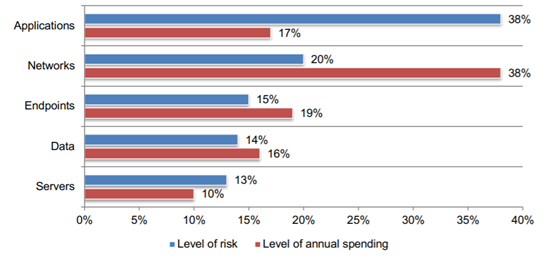 Applications
38%
17%
Networks
20%
38%
Endpoints
15%
19%
Data
14%
16%
Servers
13%
10%
0% 5% 10% 15% 20% 25% 30% 35% 40%
Level of risk Level of annual spending